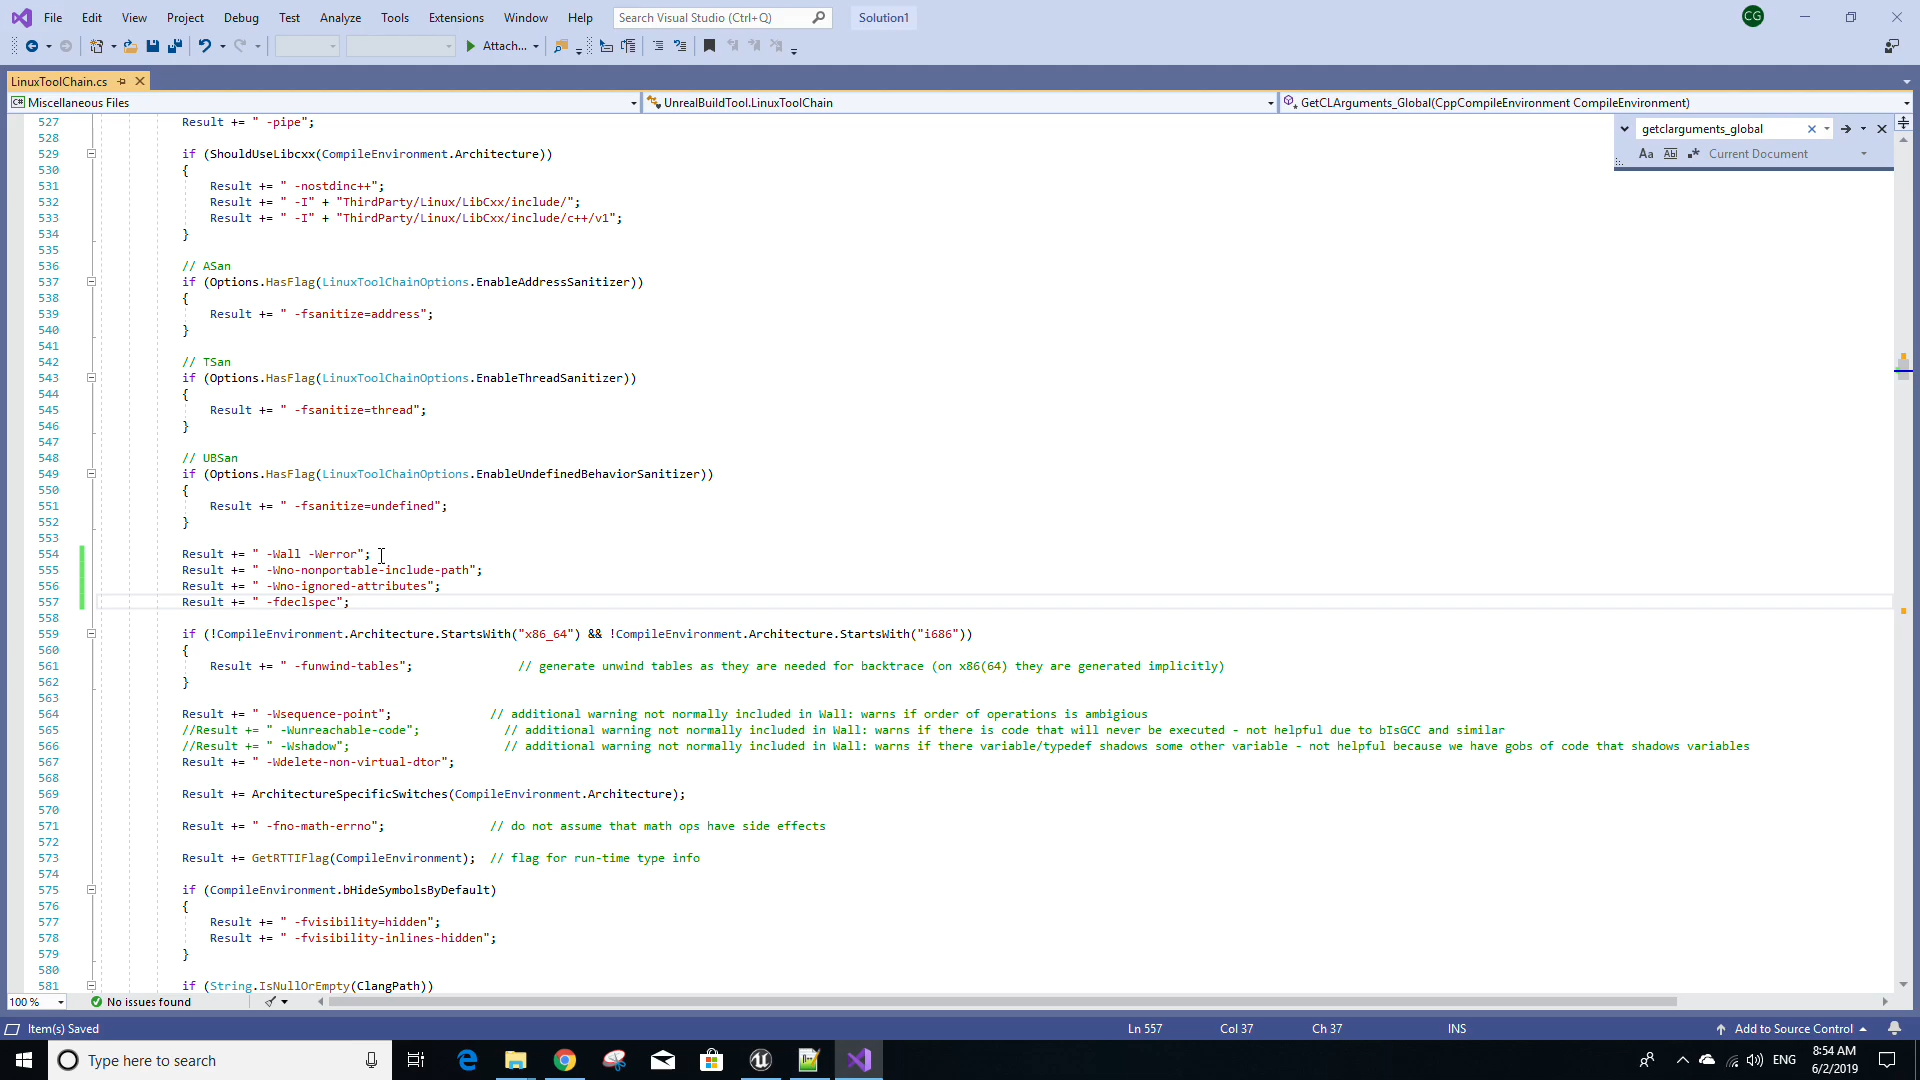 File Edit View Project Debug Test Analyze Tools Extensions Window Help Search Visual Studio (Ctrl+Q) Solution1 CG
Attach...
LinuxToolChain.cs
C# Miscellaneous Files UnrealBuildTool.LinuxToolChain GetCLArguments_Global(CppCompileEnvironment CompileEnvironment)
getclarguments_global
Aa Abl .* Current Document
527 Result += " -pipe";
528
529 if (ShouldUseLibcxx(CompileEnvironment.Architecture))
530 {
531 Result += " -nostdinc++";
532 Result += " -I" + "ThirdParty/Linux/LibCxx/include/";
533 Result += " -I" + "ThirdParty/Linux/LibCxx/include/c++/v1";
534 }
535
536 // ASan
537 if (Options.HasFlag(LinuxToolChainOptions.EnableAddressSanitizer))
538 {
539 Result += " -fsanitize=address";
540 }
541
542 // TSan
543 if (Options.HasFlag(LinuxToolChainOptions.EnableThreadSanitizer))
544 {
545 Result += " -fsanitize=thread";
546 }
547
548 // UBSan
549 if (Options.HasFlag(LinuxToolChainOptions.EnableUndefinedBehaviorSanitizer))
550 {
551 Result += " -fsanitize=undefined";
552 }
553
554 Result += " -Wall -Werror";
555 Result += " -Wno-nonportable-include-path";
556 Result += " -Wno-ignored-attributes";
557 Result += " -fdeclspec";
558
559 if (!CompileEnvironment.Architecture.StartsWith("x86_64") && !CompileEnvironment.Architecture.StartsWith("i686"))
560 {
561 Result += " -funwind-tables"; // generate unwind tables as they are needed for backtrace (on x86(64) they are generated implicitly)
562 }
563
564 Result += " -Wsequence-point"; // additional warning not normally included in Wall: warns if order of operations is ambigious
565 //Result += " -Wunreachable-code"; // additional warning not normally included in Wall: warns if there is code that will never be executed - not helpful due to bIsGCC and similar
566 //Result += " -Wshadow"; // additional warning not normally included in Wall: warns if there variable/typedef shadows some other variable - not helpful because we have gobs of code that shadows variables
567 Result += " -Wdelete-non-virtual-dtor";
568
569 Result += ArchitectureSpecificSwitches(CompileEnvironment.Architecture);
570
571 Result += " -fno-math-errno"; // do not assume that math ops have side effects
572
573 Result += GetRTTIFlag(CompileEnvironment); // flag for run-time type info
574
575 if (CompileEnvironment.bHideSymbolsByDefault)
576 {
577 Result += " -fvisibility=hidden";
578 Result += " -fvisibility-inlines-hidden";
579 }
580
581 if (String.IsNullOrEmpty(ClangPath))
100 % No issues found
Item(s) Saved Ln 557 Col 37 Ch 37 INS Add to Source Control
Type here to search ENG 8:54 AM
6/2/2019